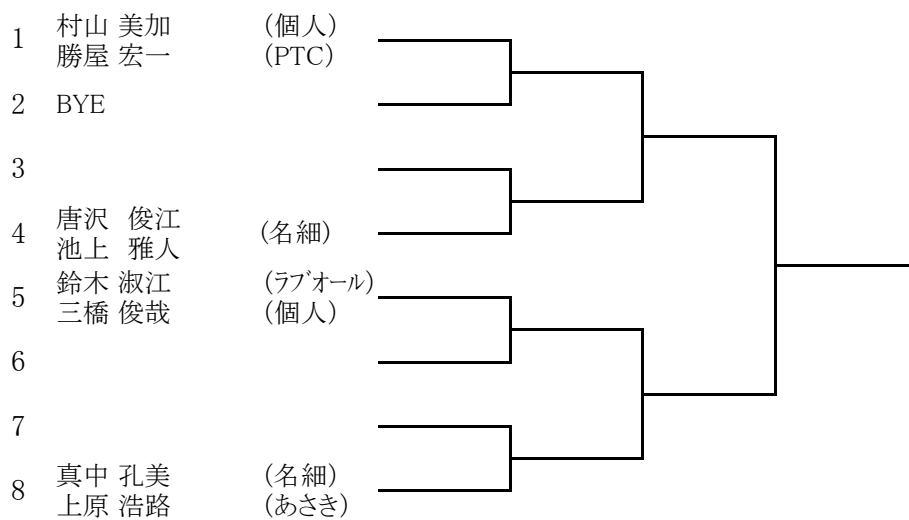 1 村山 美加 (個人)
勝屋 宏一 (PTC)
2 BYE
3
4 唐沢 俊江 (名細)
池上 雅人
5 鈴木 淑江 (ラブオール)
三橋 俊哉 (個人)
6
7
8 真中 孔美 (名細)
上原 浩路 (あさき)